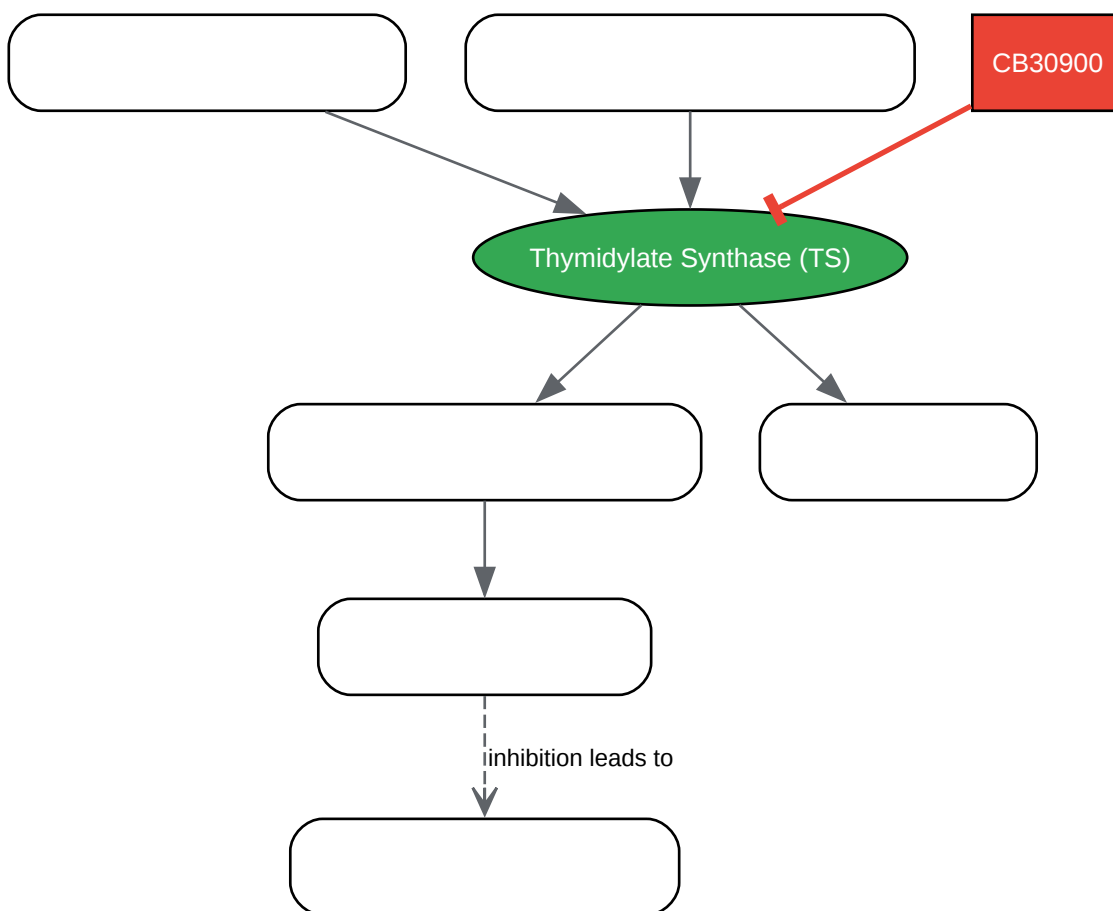 CB30900
Thymidylate Synthase (TS)
inhibition leads to